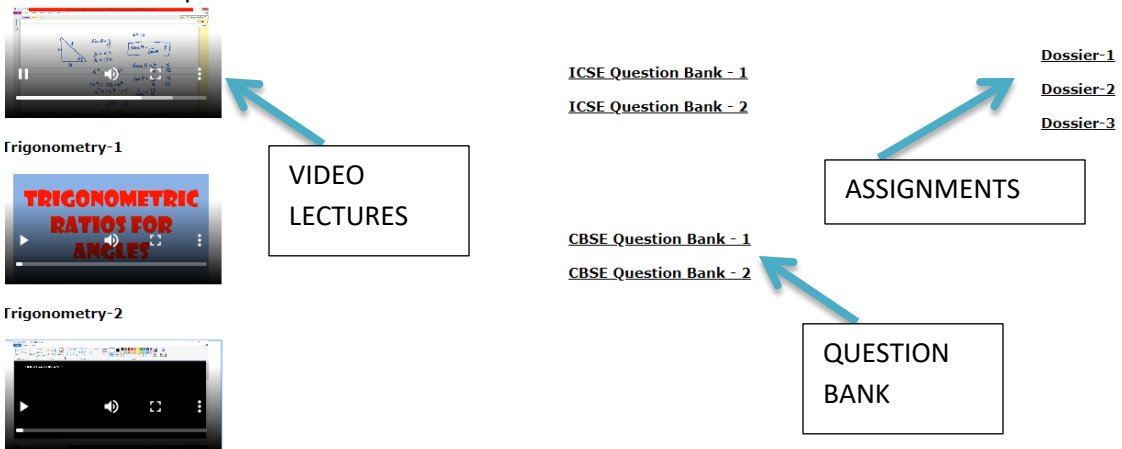 Trigonometry-1
TRIGONOMETRIC
RATIOS FOR
ANGLES
Trigonometry-2
VIDEO
LECTURES
ICSE Question Bank - 1
ICSE Question Bank - 2
CBSE Question Bank - 1
CBSE Question Bank - 2
QUESTION
BANK
Dossier-1
Dossier-2
Dossier-3
ASSIGNMENTS